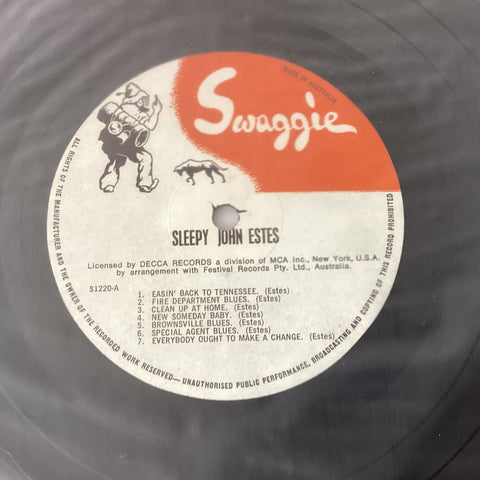 Swaggie
MADE IN AUSTRALIA
SLEEPY JOHN ESTES
Licensed by DECCA RECORDS a division of MCA Inc., New York, U.S.A.
by arrangement with Festival Records Pty. Ltd., Australia.
S1220-A
1. EASIN' BACK TO TENNESSEE. (Estes)
2. FIRE DEPARTMENT BLUES. (Estes)
3. CLEAN UP AT HOME. (Estes)
4. NEW SOMEDAY BABY. (Estes)
5. BROWNSVILLE BLUES. (Estes)
6. SPECIAL AGENT BLUES. (Estes)
7. EVERYBODY OUGHT TO MAKE A CHANGE. (Estes)
ALL RIGHTS OF THE MANUFACTURER AND THE OWNER OF THE RECORDED WORK RESERVED— UNAUTHORISED PUBLIC PERFORMANCE, BROADCASTING AND COPYING OF THIS RECORD PROHIBITED